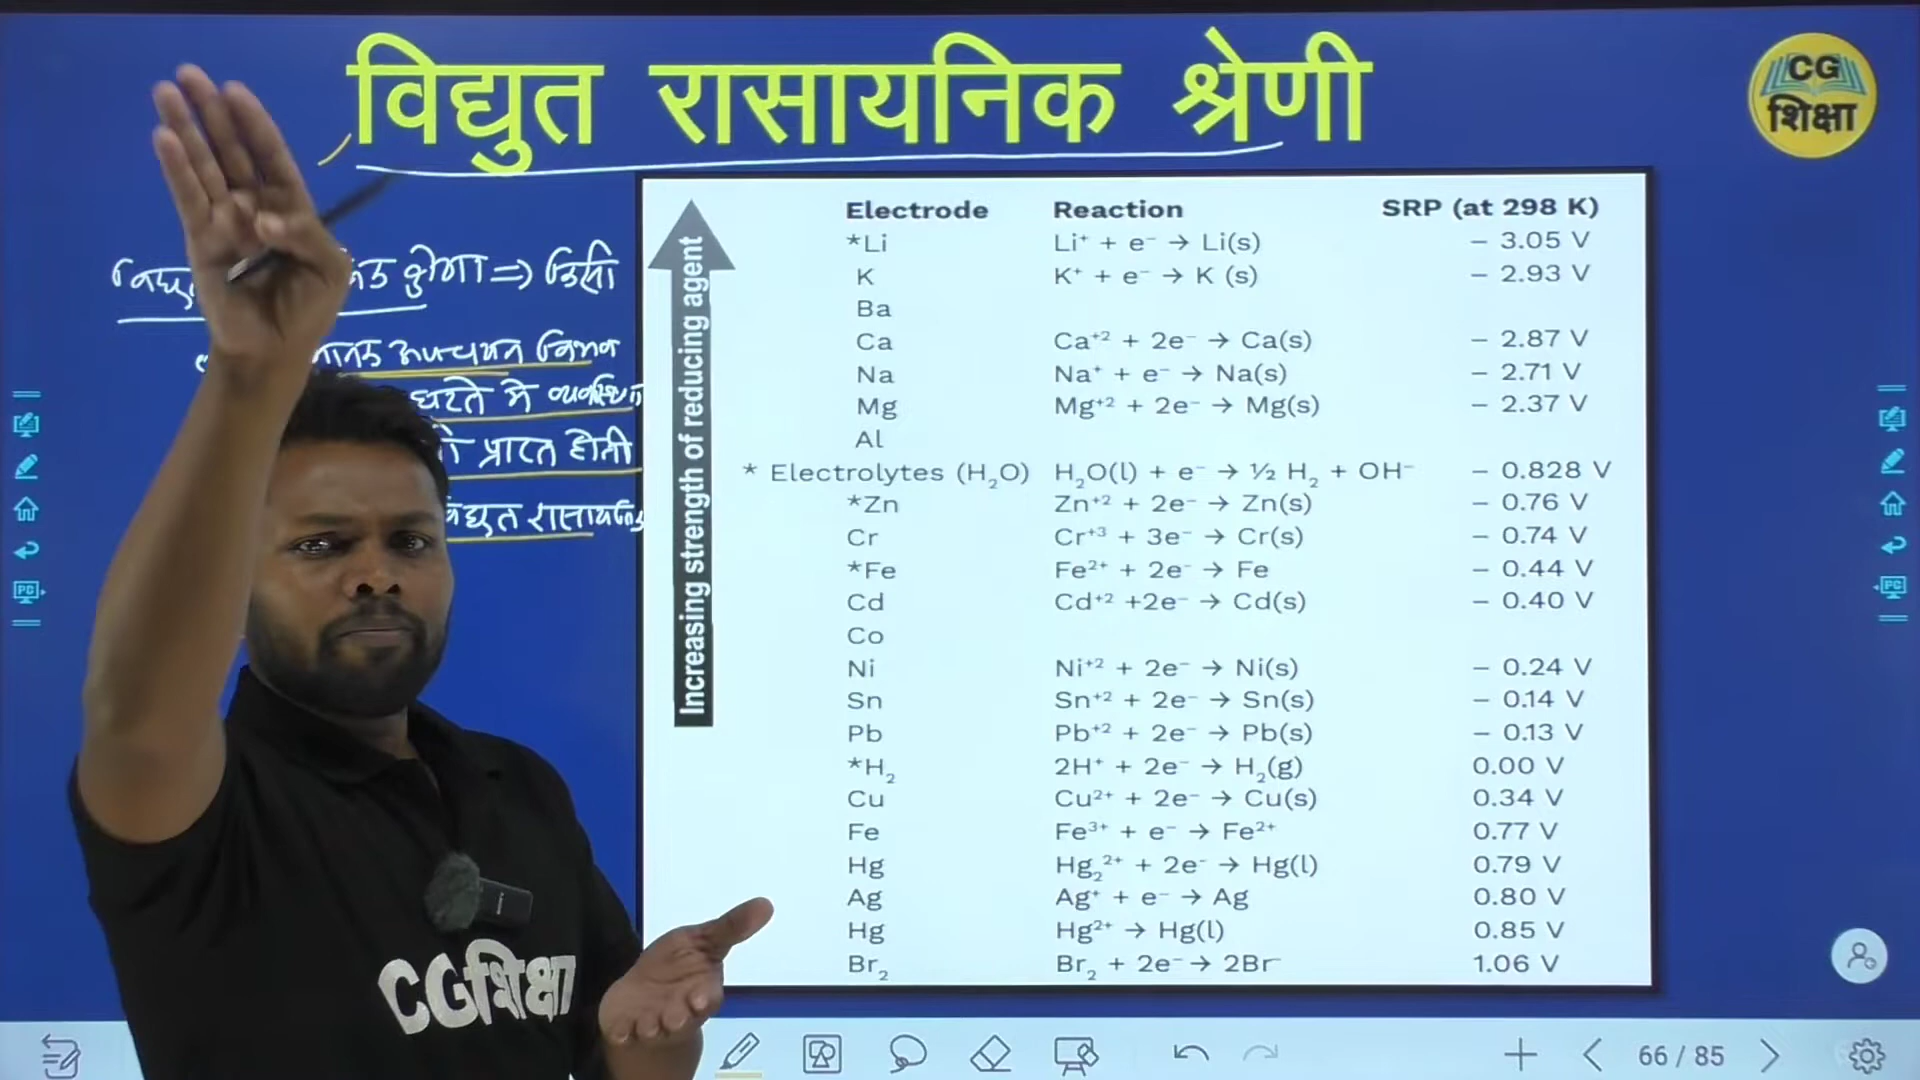 विद्युत रासायनिक श्रेणी
CG
शिक्षा
श्रेणी ⇒ किसी
मानक अपचयन विभव
घटते में व्यवस्थित
प्राप्त होती
विद्युत रासायनिक
Increasing strength of reducing agent
Electrode Reaction SRP (at 298 K)
*Li Li⁺ + e⁻ → Li(s) – 3.05 V
K K⁺ + e⁻ → K (s) – 2.93 V
Ba
Ca Ca⁺² + 2e⁻ → Ca(s) – 2.87 V
Na Na⁺ + e⁻ → Na(s) – 2.71 V
Mg Mg⁺² + 2e⁻ → Mg(s) – 2.37 V
Al
* Electrolytes (H₂O) H₂O(l) + e⁻ → ½ H₂ + OH⁻ – 0.828 V
*Zn Zn⁺² + 2e⁻ → Zn(s) – 0.76 V
Cr Cr⁺³ + 3e⁻ → Cr(s) – 0.74 V
*Fe Fe²⁺ + 2e⁻ → Fe – 0.44 V
Cd Cd⁺² +2e⁻ → Cd(s) – 0.40 V
Co
Ni Ni⁺² + 2e⁻ → Ni(s) – 0.24 V
Sn Sn⁺² + 2e⁻ → Sn(s) – 0.14 V
Pb Pb⁺² + 2e⁻ → Pb(s) – 0.13 V
*H₂ 2H⁺ + 2e⁻ → H₂(g) 0.00 V
Cu Cu²⁺ + 2e⁻ → Cu(s) 0.34 V
Fe Fe³⁺ + e⁻ → Fe²⁺ 0.77 V
Hg Hg₂²⁺ + 2e⁻ → Hg(l) 0.79 V
Ag Ag⁺ + e⁻ → Ag 0.80 V
Hg Hg²⁺ → Hg(l) 0.85 V
Br₂ Br₂ + 2e⁻ → 2Br⁻ 1.06 V
CGशिक्षा
66 / 85